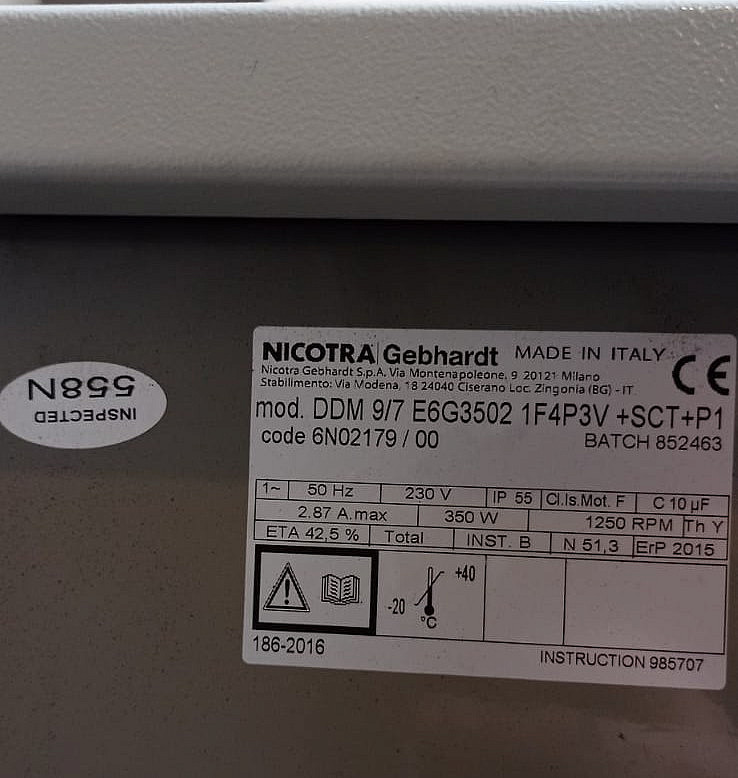 NICOTRA Gebhardt MADE IN ITALY CE
Nicotra Gebhardt S.p.A. Via Montenapoleone, 9 20121 Milano
Stabilimento: Via Modena, 18 24040 Ciserano Loc. Zingonia (BG) - IT
mod. DDM 9/7 E6G3502 1F4P3V +SCT+P1
code 6N02179 / 00 BATCH 852463
1~ 50 Hz 230 V IP 55 Cl.Is.Mot. F C 10 µF
2.87 A.max 350 W 1250 RPM Th Y
ETA 42,5 % Total INST. B N 51,3 ErP 2015
-20 +40 °C
186-2016 INSTRUCTION 985707
INSPECTED
558N